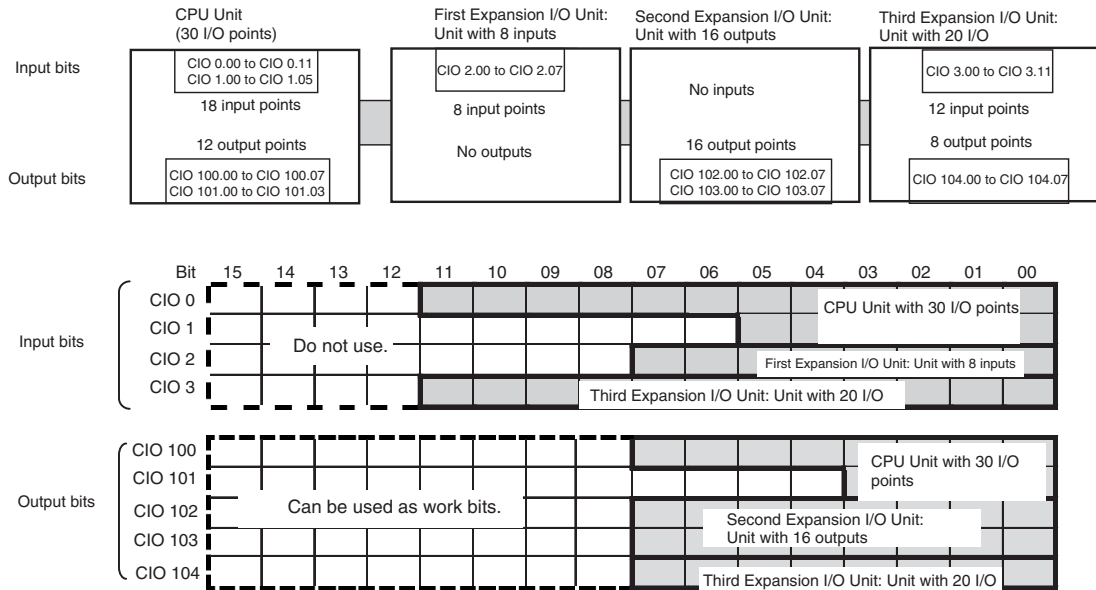 CPU Unit
(30 I/O points)
First Expansion I/O Unit:
Unit with 8 inputs
Second Expansion I/O Unit:
Unit with 16 outputs
Third Expansion I/O Unit:
Unit with 20 I/O
Input bits
CIO 0.00 to CIO 0.11
CIO 1.00 to CIO 1.05
18 input points
12 output points
Output bits
CIO 100.00 to CIO 100.07
CIO 101.00 to CIO 101.03
CIO 2.00 to CIO 2.07
8 input points
No outputs
No inputs
16 output points
CIO 102.00 to CIO 102.07
CIO 103.00 to CIO 103.07
CIO 3.00 to CIO 3.11
12 input points
8 output points
CIO 104.00 to CIO 104.07
Bit 15 14 13 12 11 10 09 08 07 06 05 04 03 02 01 00
Input bits
CIO 0
CIO 1
CIO 2
CIO 3
Do not use.
CPU Unit with 30 I/O points
First Expansion I/O Unit: Unit with 8 inputs
Third Expansion I/O Unit: Unit with 20 I/O
Output bits
CIO 100
CIO 101
CIO 102
CIO 103
CIO 104
Can be used as work bits.
CPU Unit with 30 I/O
points
Second Expansion I/O Unit:
Unit with 16 outputs
Third Expansion I/O Unit: Unit with 20 I/O